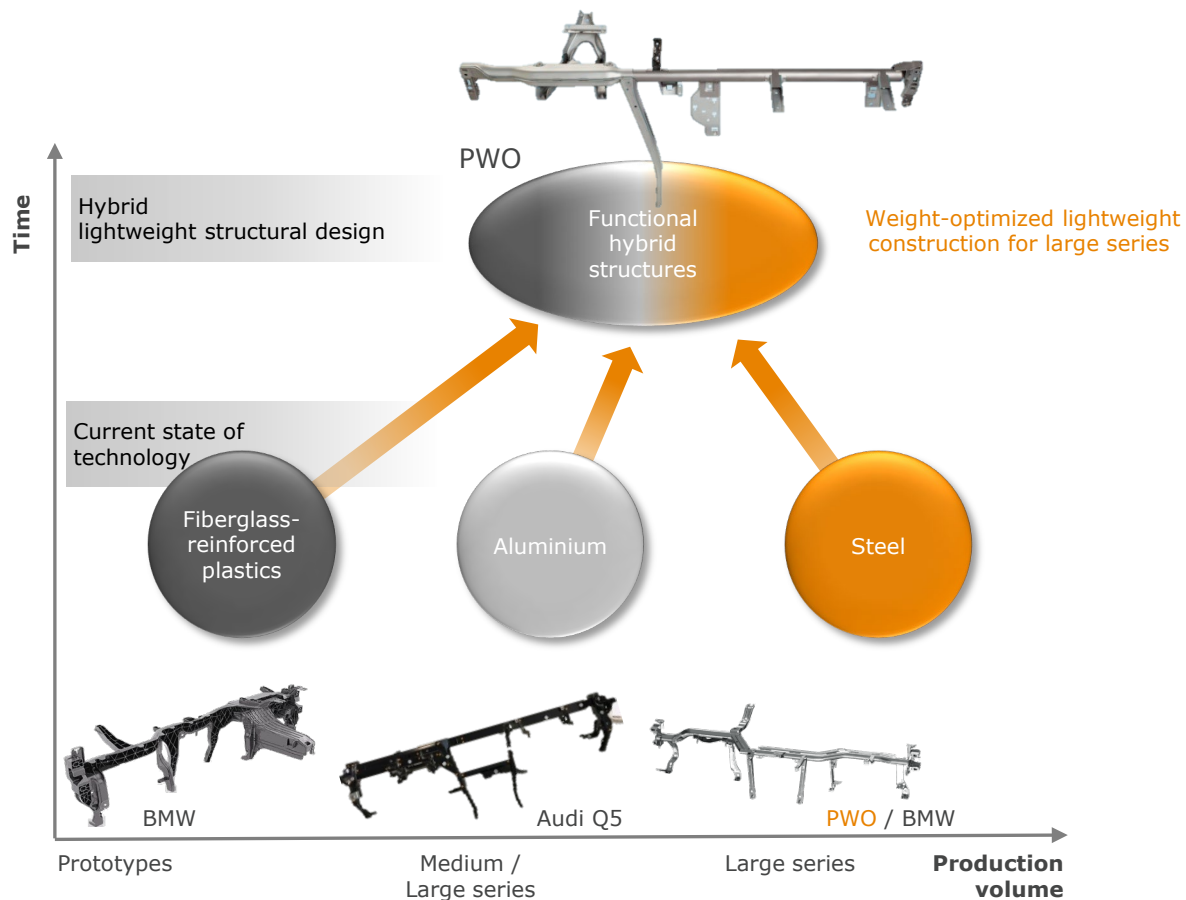 PWO
Time
Hybrid
lightweight structural design
Functional
hybrid
structures
Weight-optimized lightweight
construction for large series
Current state of
technology
Fiberglass-
reinforced
plastics
Aluminium
Steel
BMW
Audi Q5
PWO / BMW
Prototypes
Medium /
Large series
Large series
Production
volume